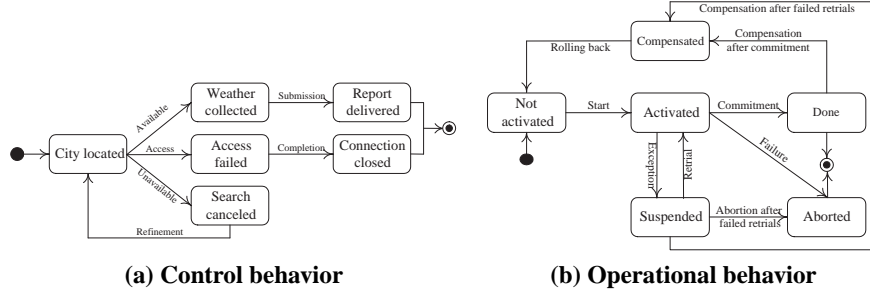 Available
Access
Unavailable
City located
Weather
collected
Submission
Report
delivered
Access
failed
Completion
Connection
closed
Search
canceled
Refinement
(a) Control behavior
Compensation after failed retrials
Compensated
Compensation
after commitment
Rolling back
Not
activated
Start
Activated
Commitment
Done
Exception
Retrial
Failure
Suspended
Abortion after
failed retrials
Aborted
(b) Operational behavior